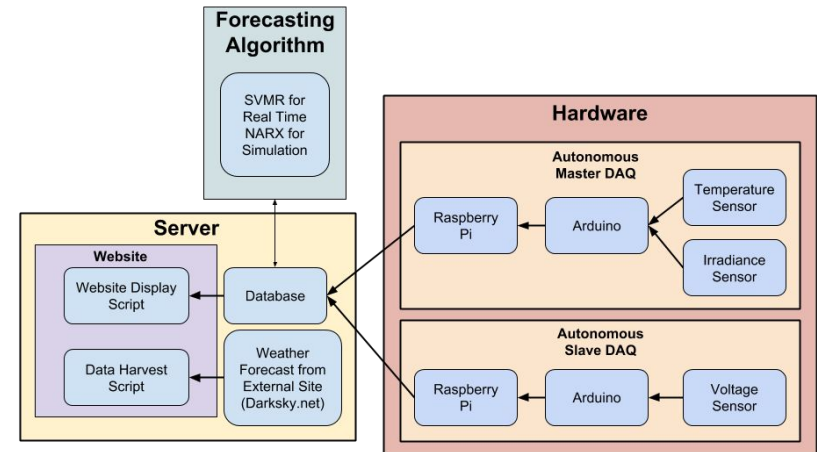 Forecasting
Algorithm
SVMR for
Real Time
NARX for
Simulation
Server
Website
Website Display
Script
Database
Data Harvest
Script
Weather
Forecast from
External Site
(Darksky.net)
Hardware
Autonomous
Master DAQ
Raspberry
Pi
Arduino
Temperature
Sensor
Irradiance
Sensor
Autonomous
Slave DAQ
Raspberry
Pi
Arduino
Voltage
Sensor